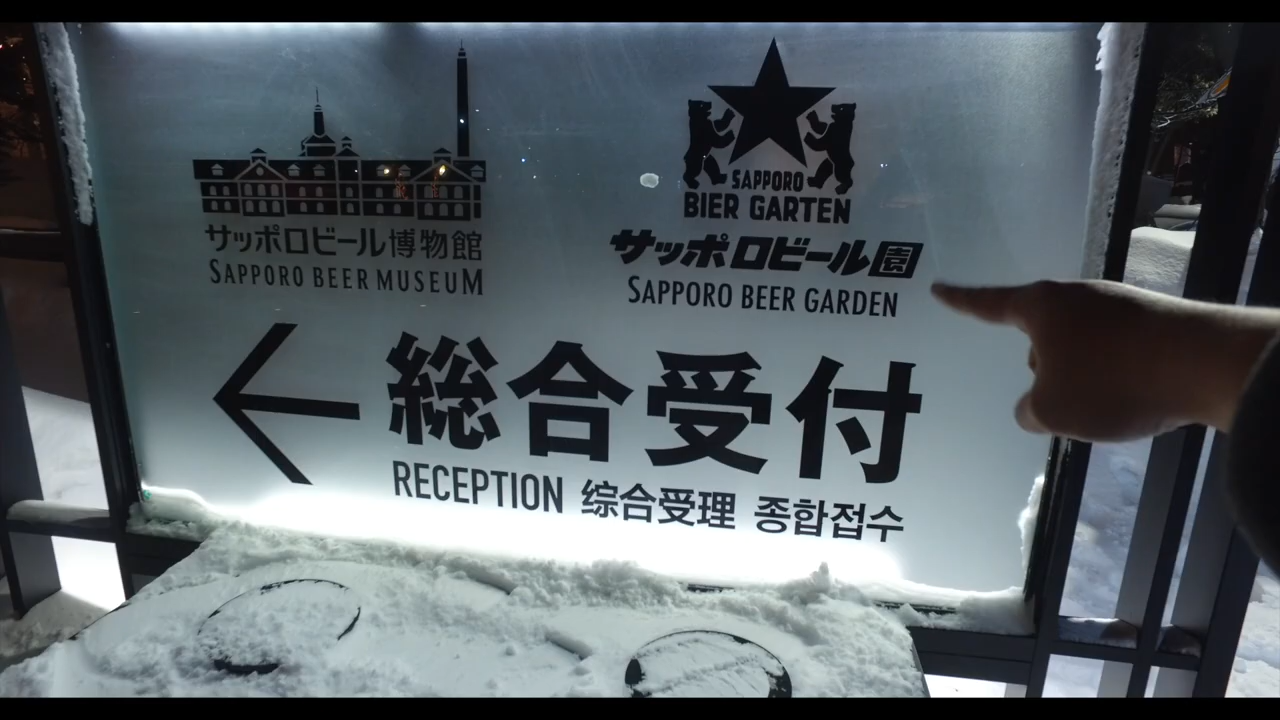 サッポロビール博物館
SAPPORO BEER MUSEUM
SAPPORO
BIER GARTEN
サッポロビール園
SAPPORO BEER GARDEN
← 総合受付
RECEPTION 综合受理 종합접수